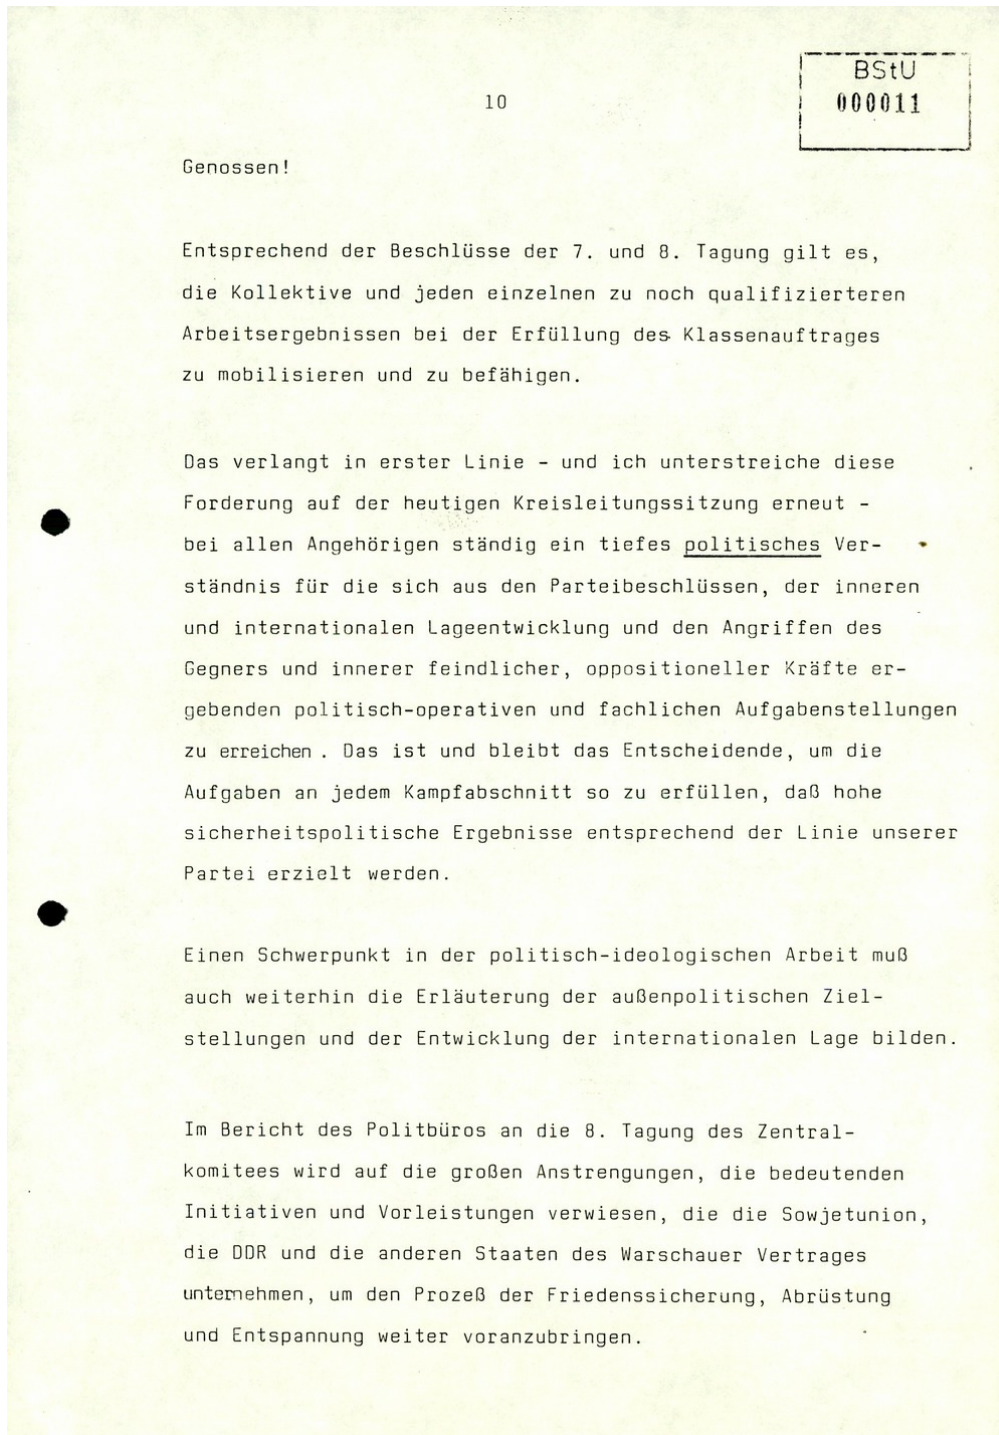 BStU
000011
10
Genossen!
Entsprechend der Beschlüsse der 7. und 8. Tagung gilt es,
die Kollektive und jeden einzelnen zu noch qualifizierteren
Arbeitsergebnissen bei der Erfüllung des Klassenauftrages
zu mobilisieren und zu befähigen.
Das verlangt in erster Linie - und ich unterstreiche diese
Forderung auf der heutigen Kreisleitungssitzung erneut -
bei allen Angehörigen ständig ein tiefes politisches Ver-
ständnis für die sich aus den Parteibeschlüssen, der inneren
und internationalen Lageentwicklung und den Angriffen des
Gegners und innerer feindlicher, oppositioneller Kräfte er-
gebenden politisch-operativen und fachlichen Aufgabenstellungen
zu erreichen. Das ist und bleibt das Entscheidende, um die
Aufgaben an jedem Kampfabschnitt so zu erfüllen, daß hohe
sicherheitspolitische Ergebnisse entsprechend der Linie unserer
Partei erzielt werden.
Einen Schwerpunkt in der politisch-ideologischen Arbeit muß
auch weiterhin die Erläuterung der außenpolitischen Ziel-
stellungen und der Entwicklung der internationalen Lage bilden.
Im Bericht des Politbüros an die 8. Tagung des Zentral-
komitees wird auf die großen Anstrengungen, die bedeutenden
Initiativen und Vorleistungen verwiesen, die die Sowjetunion,
die DDR und die anderen Staaten des Warschauer Vertrages
unternehmen, um den Prozeß der Friedenssicherung, Abrüstung
und Entspannung weiter voranzubringen.